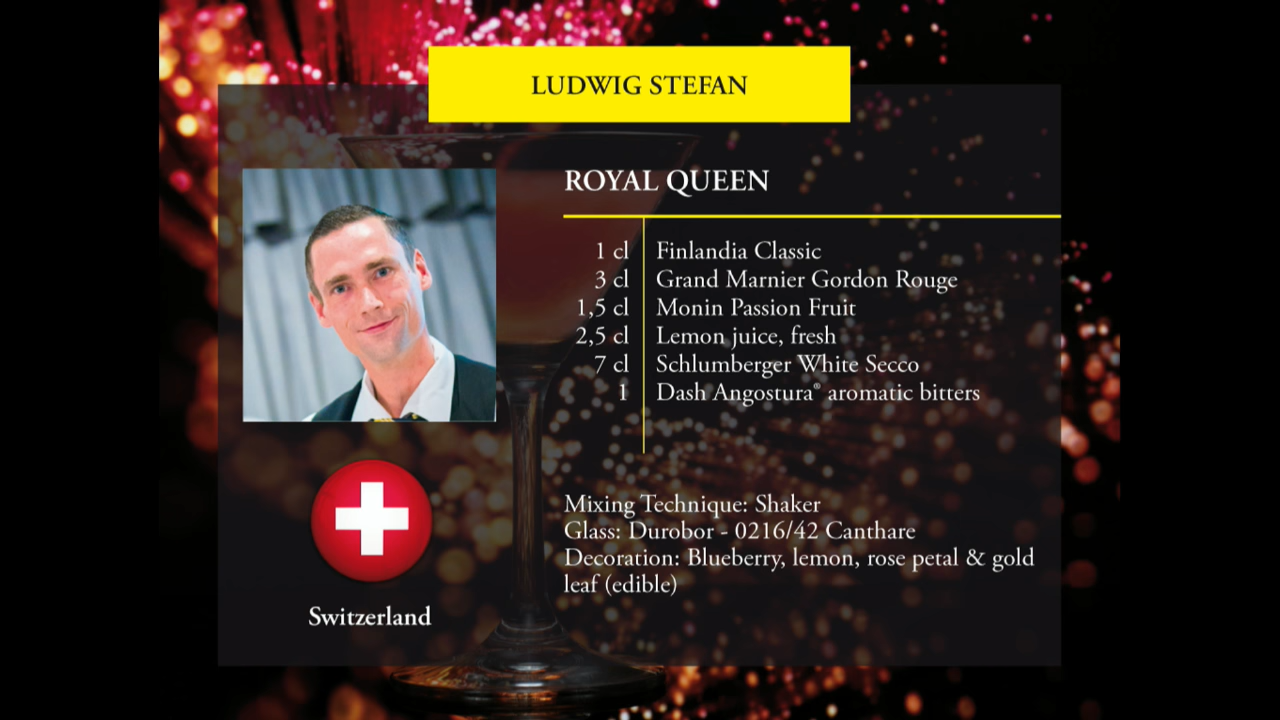 LUDWIG STEFAN
ROYAL QUEEN
1 cl Finlandia Classic
3 cl Grand Marnier Gordon Rouge
1,5 cl Monin Passion Fruit
2,5 cl Lemon juice, fresh
7 cl Schlumberger White Secco
1 Dash Angostura® aromatic bitters
Mixing Technique: Shaker
Glass: Durobor - 0216/42 Canthare
Decoration: Blueberry, lemon, rose petal & gold
leaf (edible)
Switzerland